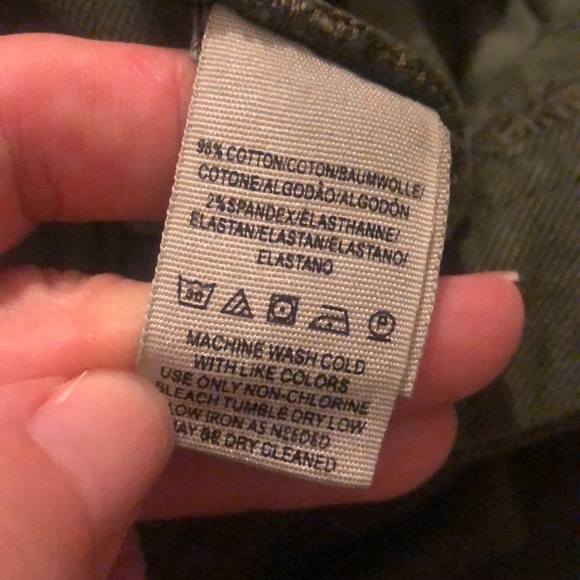 98% COTTON/COTON/BAUMWOLLE/
COTONE/ALGODÃO/ALGODÓN
2% SPANDEX/ÉLASTHANNE/
ELASTAN/ELASTAN/ELASTANO/
ELASTANO
30 P
MACHINE WASH COLD
WITH LIKE COLORS
USE ONLY NON-CHLORINE
BLEACH TUMBLE DRY LOW
LOW IRON AS NEEDED
MAY BE DRY CLEANED